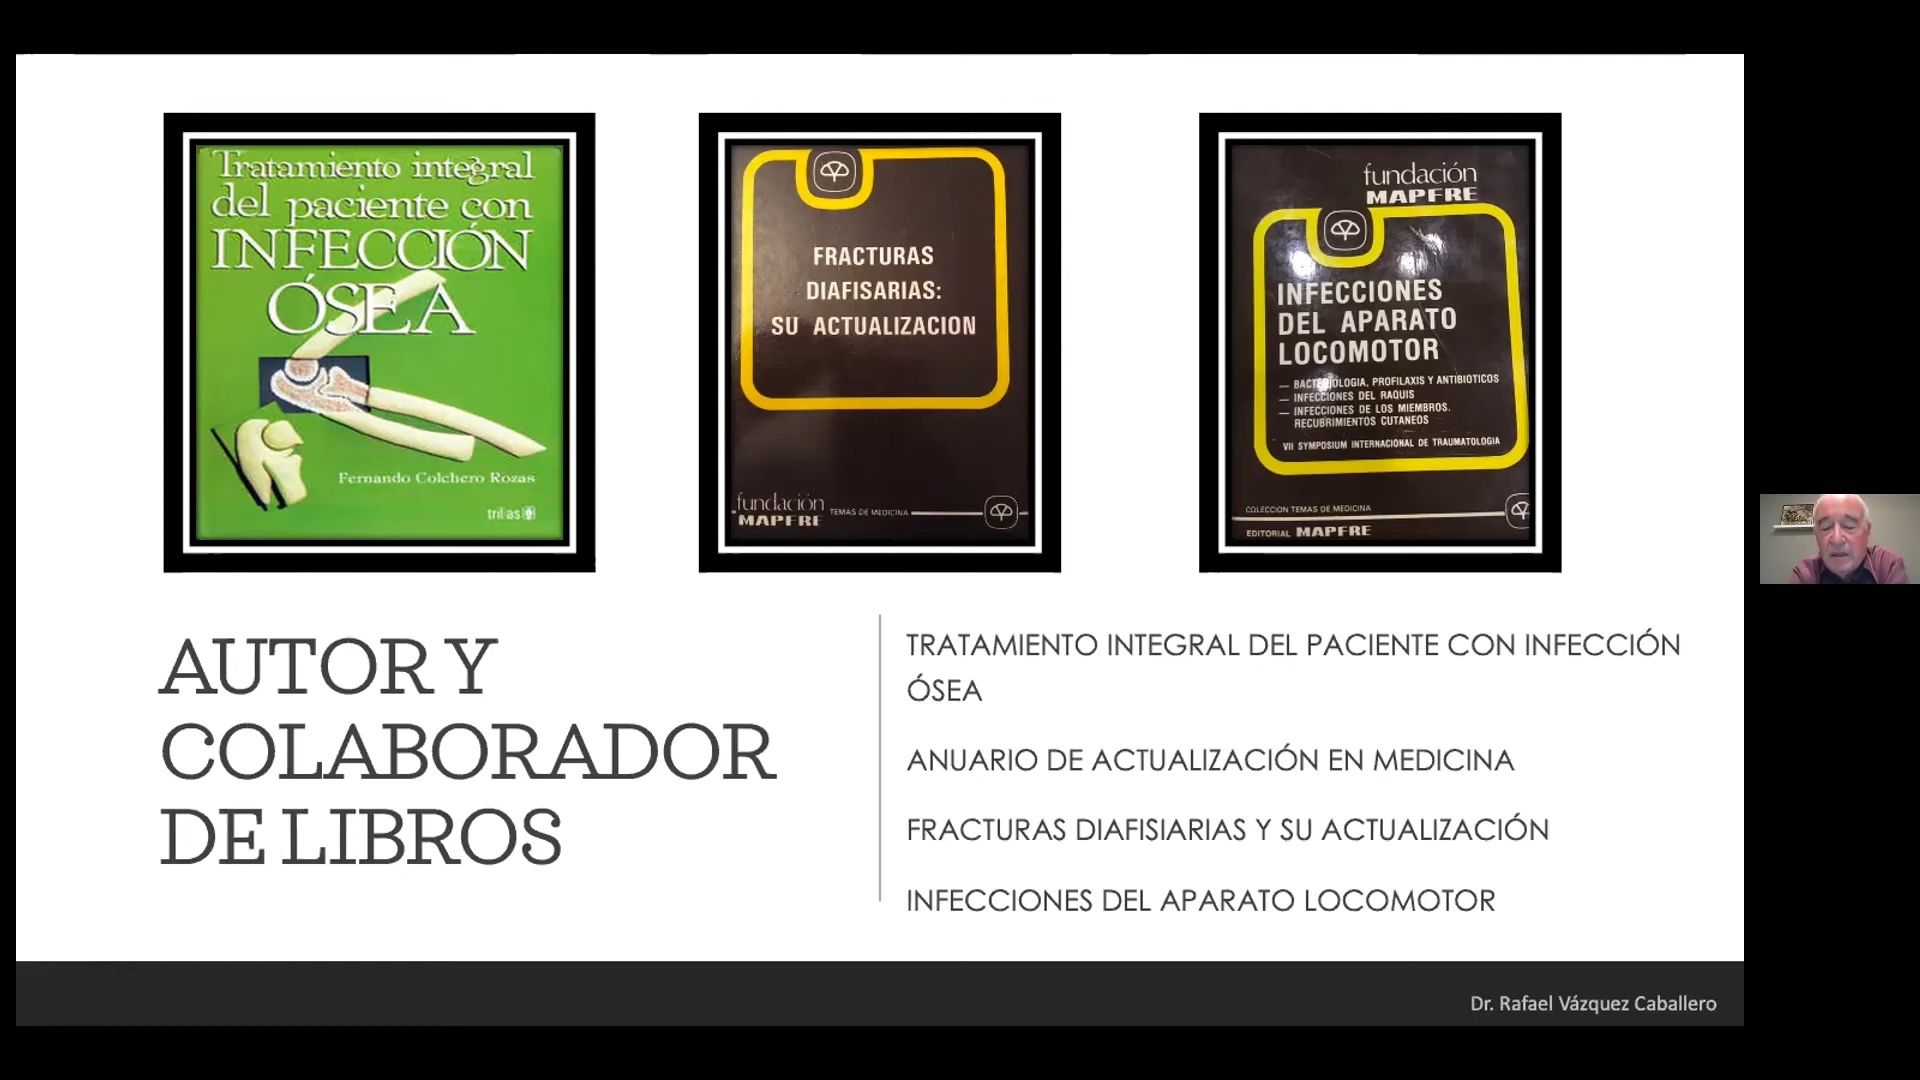 Tratamiento integral
del paciente con
INFECCIÓN
ÓSEA
Fernando Colchero Rozas
trillas
FRACTURAS
DIAFISARIAS:
SU ACTUALIZACION
fundación
MAPFRE
TEMAS DE MEDICINA
fundación
MAPFRE
INFECCIONES
DEL APARATO
LOCOMOTOR
— BACTERIOLOGIA, PROFILAXIS Y ANTIBIOTICOS
— INFECCIONES DEL RAQUIS
— INFECCIONES DE LOS MIEMBROS.
RECUBRIMIENTOS CUTANEOS
VII SYMPOSIUM INTERNACIONAL DE TRAUMATOLOGIA
COLECCION TEMAS DE MEDICINA
EDITORIAL MAPFRE
AUTOR Y
COLABORADOR
DE LIBROS
TRATAMIENTO INTEGRAL DEL PACIENTE CON INFECCIÓN
ÓSEA
ANUARIO DE ACTUALIZACIÓN EN MEDICINA
FRACTURAS DIAFISIARIAS Y SU ACTUALIZACIÓN
INFECCIONES DEL APARATO LOCOMOTOR
Dr. Rafael Vázquez Caballero